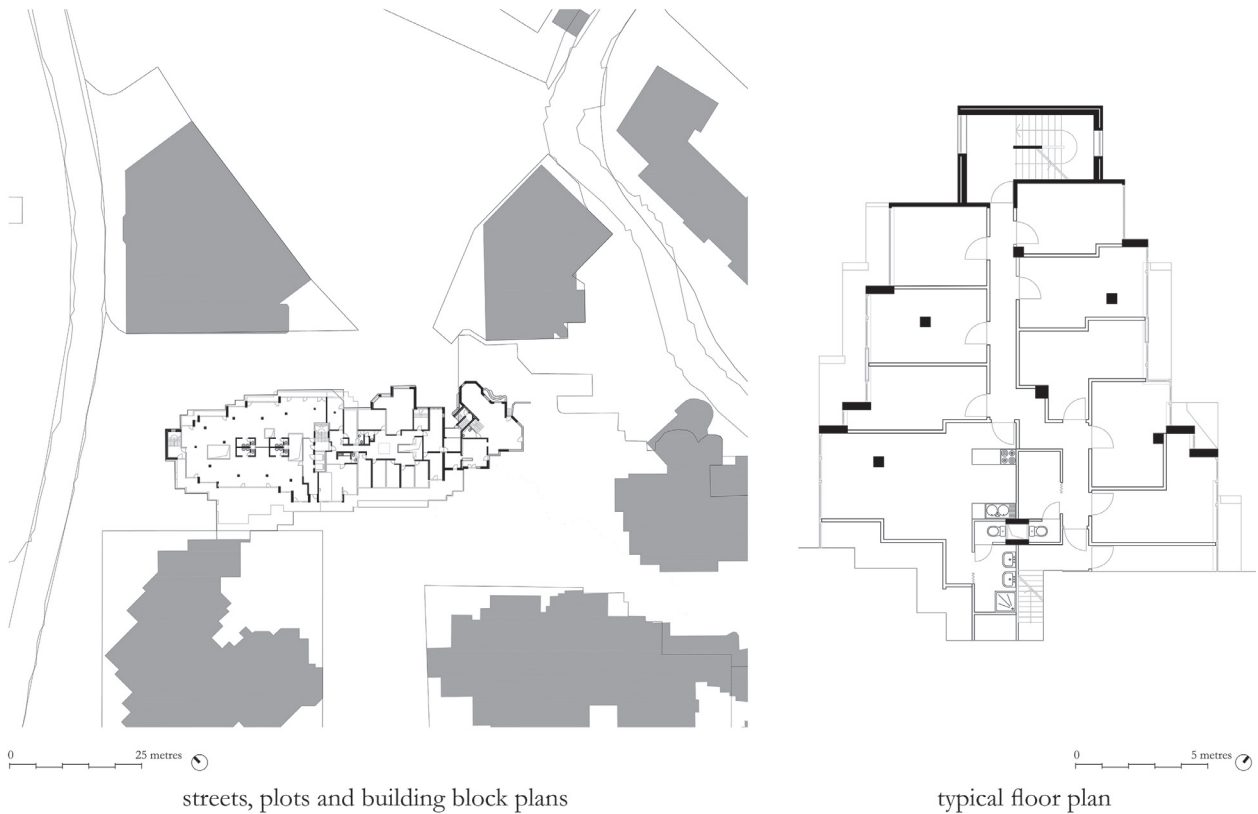 0 25 metres
streets, plots and building block plans
0 5 metres
typical floor plan